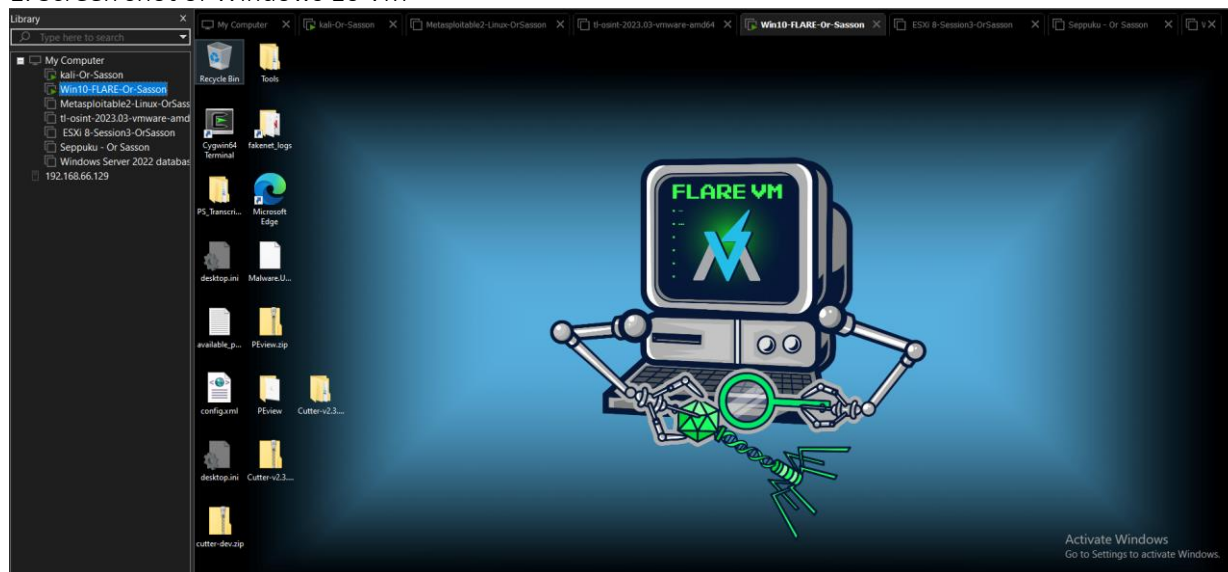 Library X
Type here to search
My Computer
kali-Or-Sasson
Win10-FLARE-Or-Sasson
Metasploitable2-Linux-OrSass
tl-osint-2023.03-vmware-amd
ESXi 8-Session3-OrSasson
Seppuku - Or Sasson
Windows Server 2022 databas
192.168.66.129
My Computer X kali-Or-Sasson X Metasploitable2-Linux-OrSasson X tl-osint-2023.03-vmware-amd64 X Win10-FLARE-Or-Sasson X ESXi 8-Session3-OrSasson X Seppuku - Or Sasson X
Recycle Bin Tools
Cygwin64
Terminal
fakenet_logs
PS_Transcri... Microsoft
Edge
desktop.ini Malware.U...
available_p... PEview.zip
config.xml PEview Cutter-v2.3....
desktop.ini Cutter-v2.3....
cutter-dev.zip
FLARE VM
Activate Windows
Go to Settings to activate Windows.